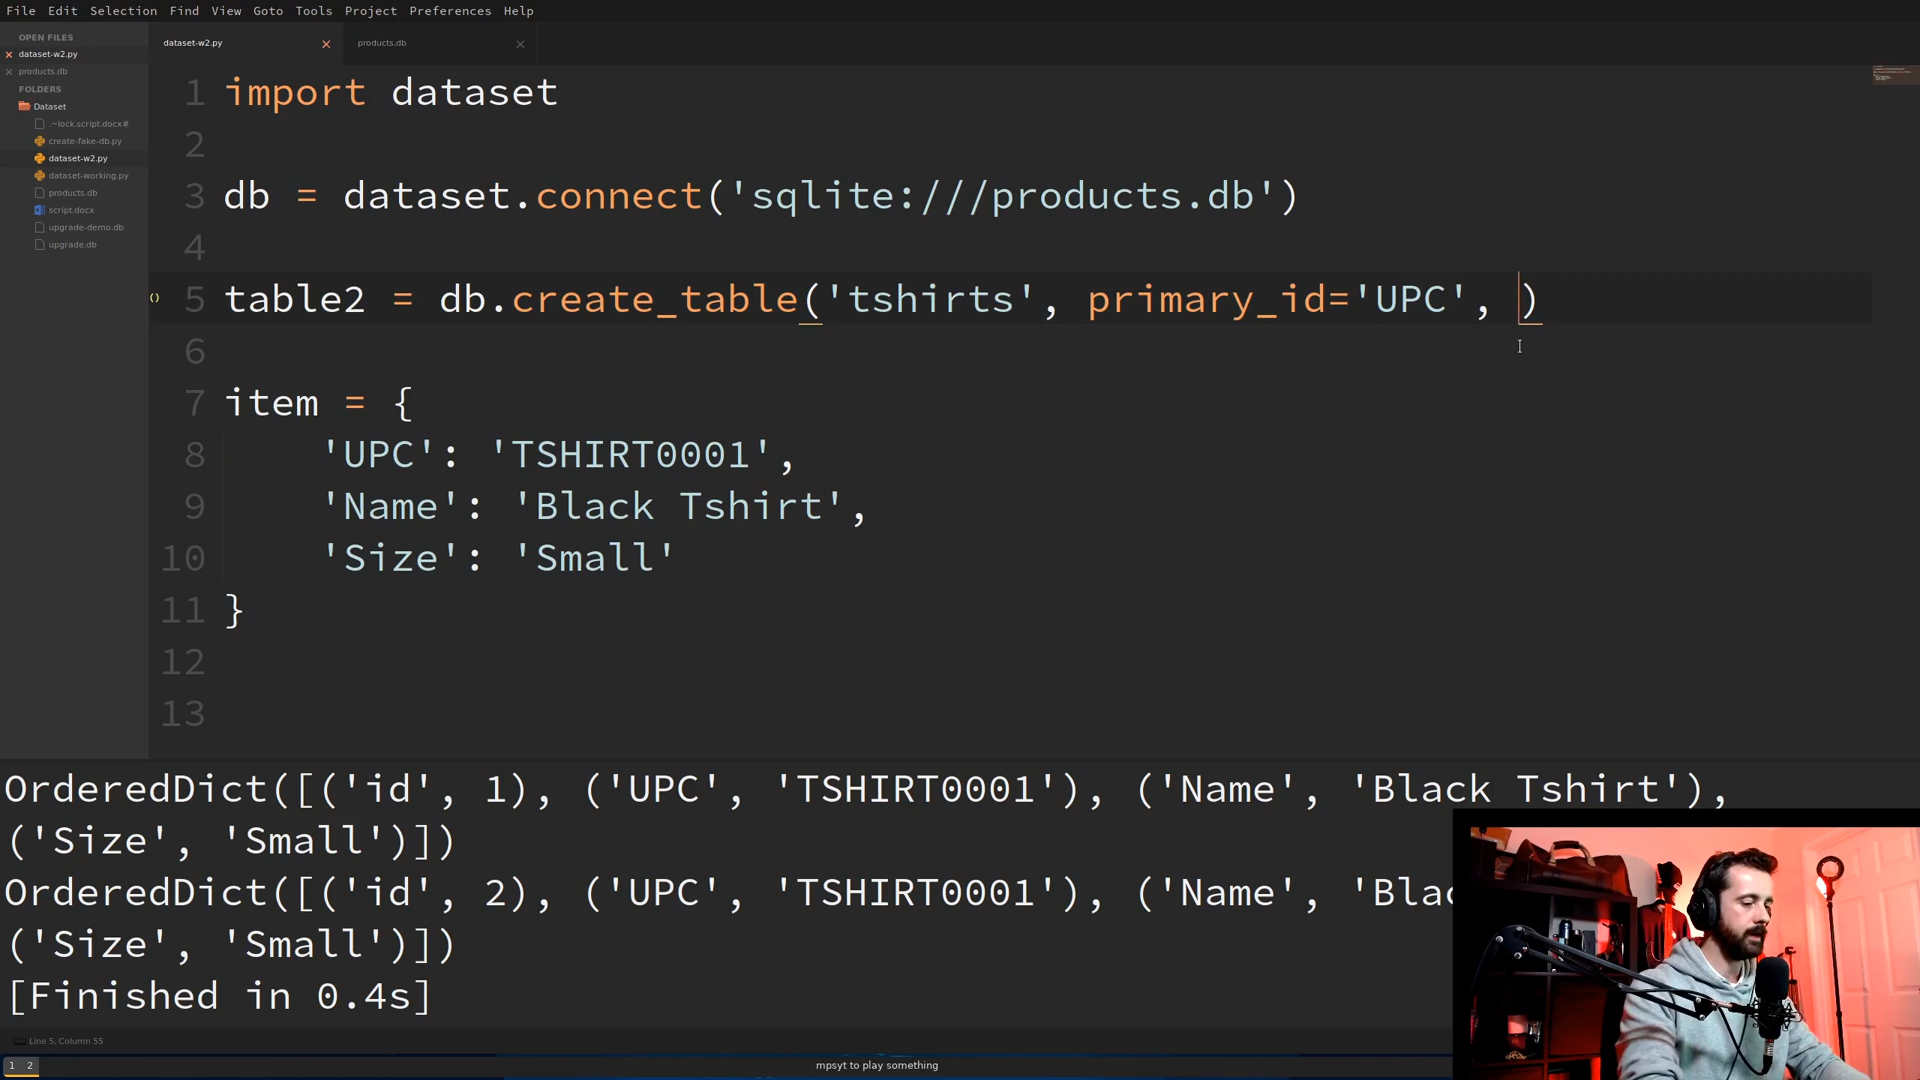 File Edit Selection Find View Goto Tools Project Preferences Help
OPEN FILES
dataset-w2.py
products.db
FOLDERS
Dataset
.~lock.script.docx#
create-fake-db.py
dataset-w2.py
dataset-working.py
products.db
script.docx
upgrade-demo.db
upgrade.db
dataset-w2.py
products.db
1 import dataset
2
3 db = dataset.connect('sqlite:///products.db')
4
5 table2 = db.create_table('tshirts', primary_id='UPC', )
6
7 item = {
8 'UPC': 'TSHIRT0001',
9 'Name': 'Black Tshirt',
10 'Size': 'Small'
11 }
12
13
OrderedDict([('id', 1), ('UPC', 'TSHIRT0001'), ('Name', 'Black Tshirt'),
('Size', 'Small')])
OrderedDict([('id', 2), ('UPC', 'TSHIRT0001'), ('Name',
('Size', 'Small')])
[Finished in 0.4s]
Line 5, Column 55
1 2
mpsyt to play something